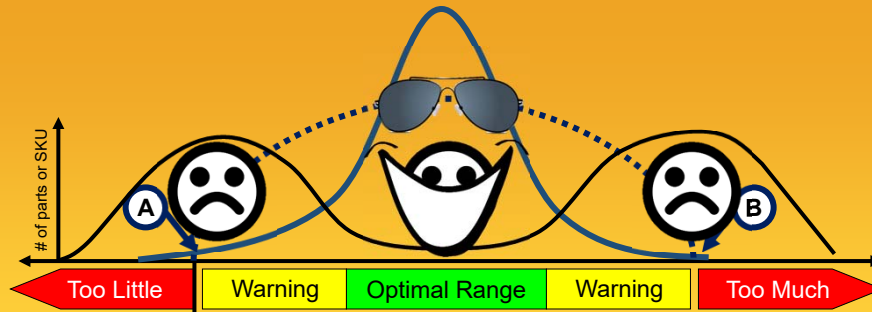 # of parts or SKU
A
B
Too Little
Warning
Optimal Range
Warning
Too Much